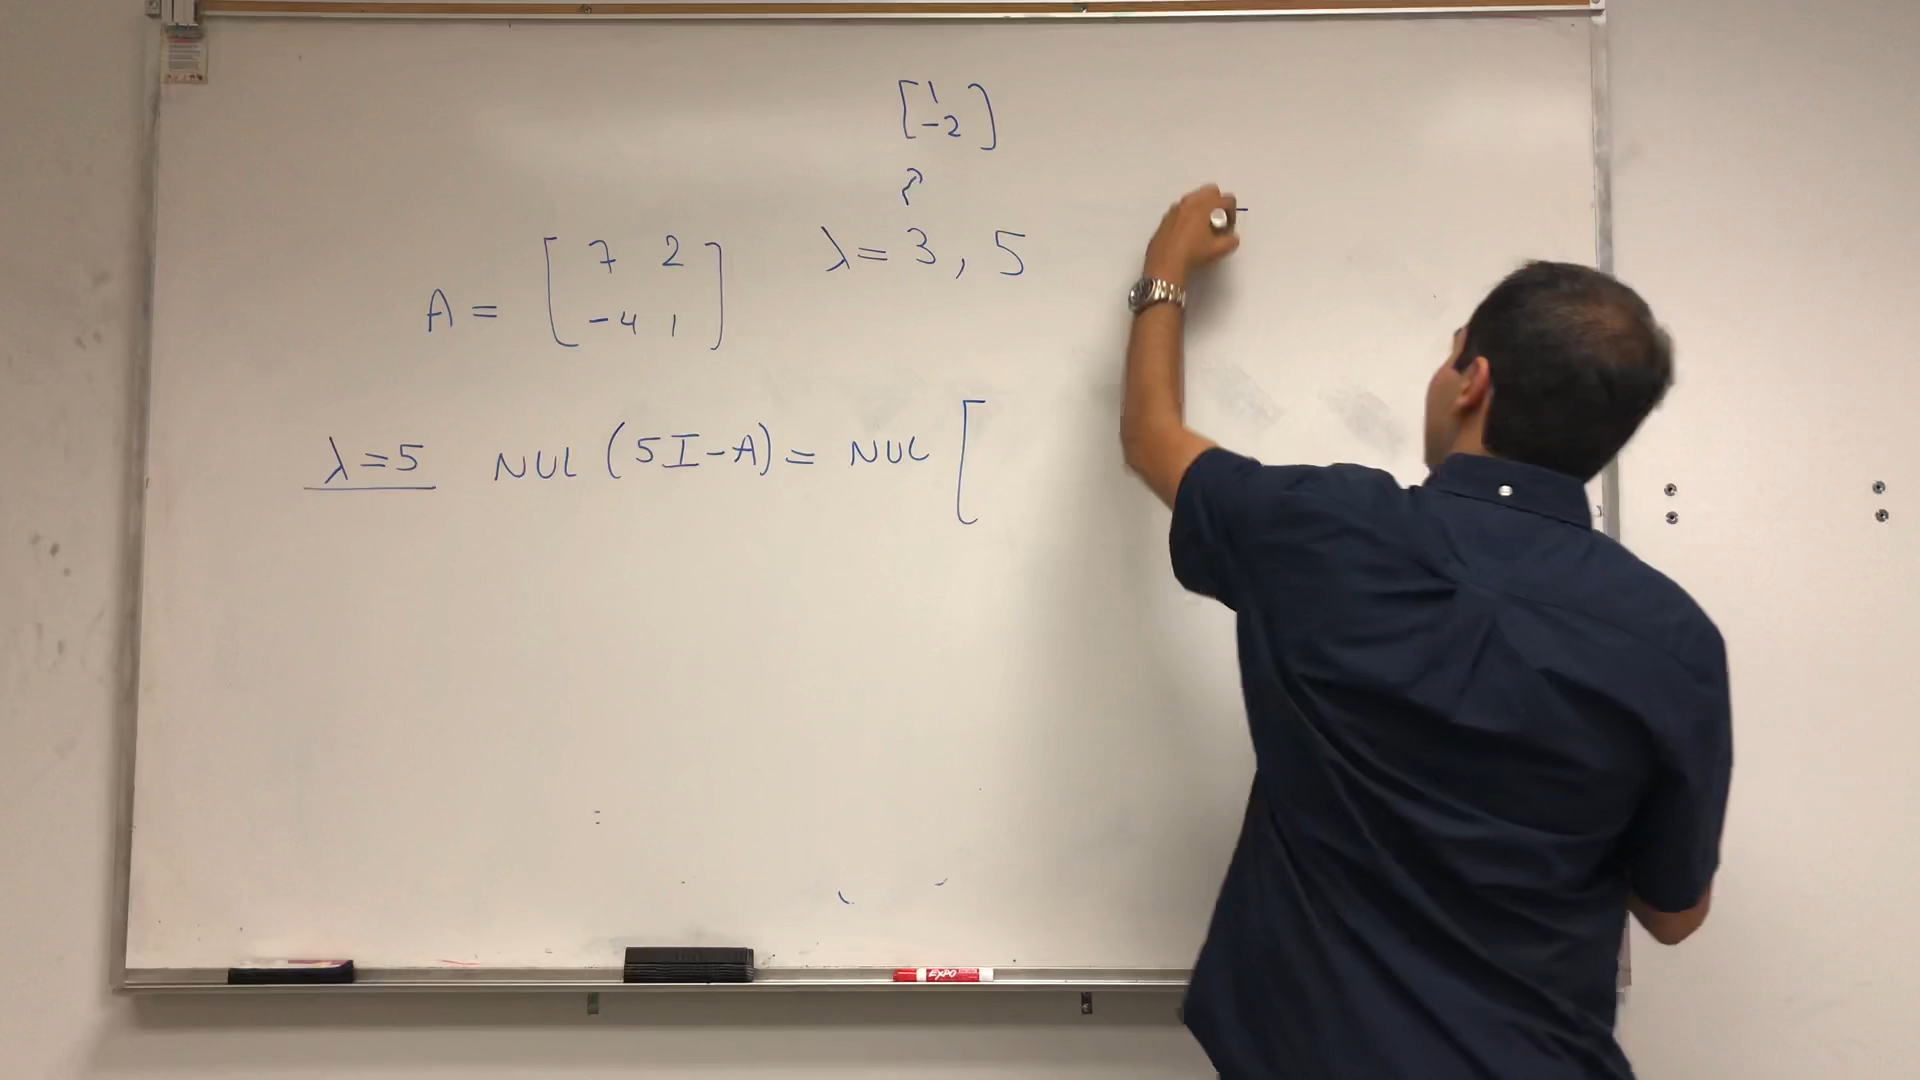 [ 1
-2 ]
λ = 3 , 5
A = [ 7 2
-4 1 ]
λ = 5 NUL (5I - A) = NUL [
EXPO